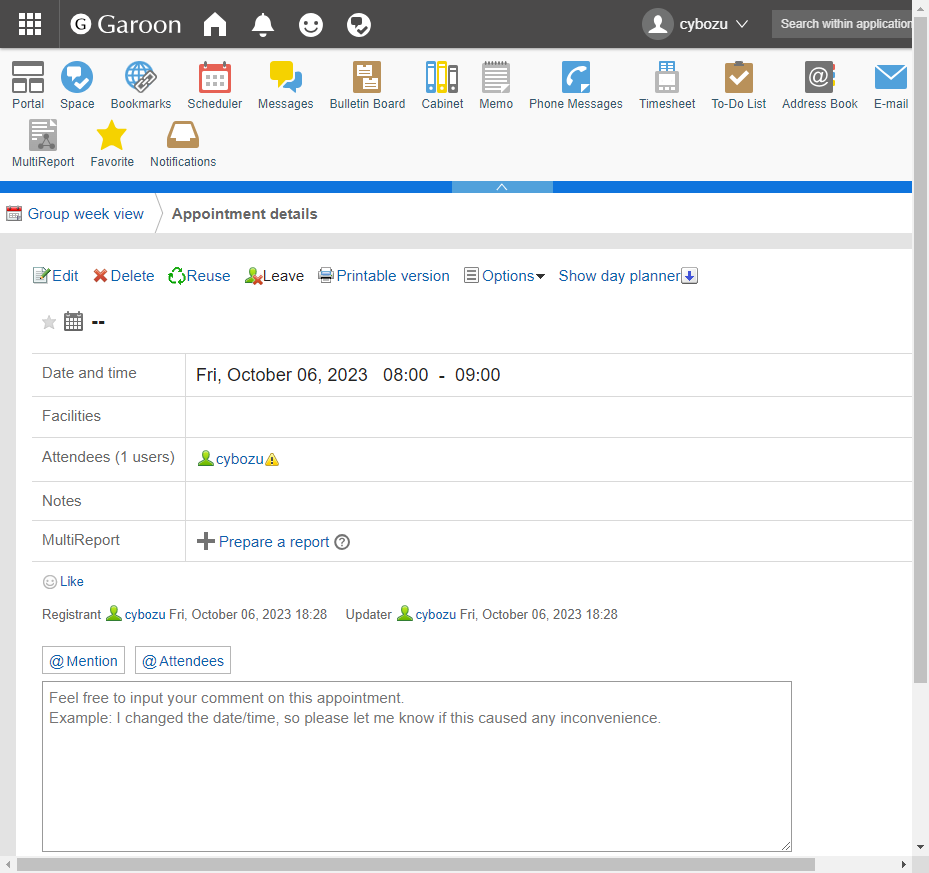 G Garoon cybozu Search within application
Portal Space Bookmarks Scheduler Messages Bulletin Board Cabinet Memo Phone Messages Timesheet To-Do List Address Book E-mail
MultiReport Favorite Notifications
Group week view Appointment details
Edit Delete Reuse Leave Printable version Options Show day planner
--
Date and time Fri, October 06, 2023 08:00 - 09:00
Facilities
Attendees (1 users) cybozu
Notes
MultiReport Prepare a report
Like
Registrant cybozu Fri, October 06, 2023 18:28 Updater cybozu Fri, October 06, 2023 18:28
@Mention @Attendees
Feel free to input your comment on this appointment.
Example: I changed the date/time, so please let me know if this caused any inconvenience.